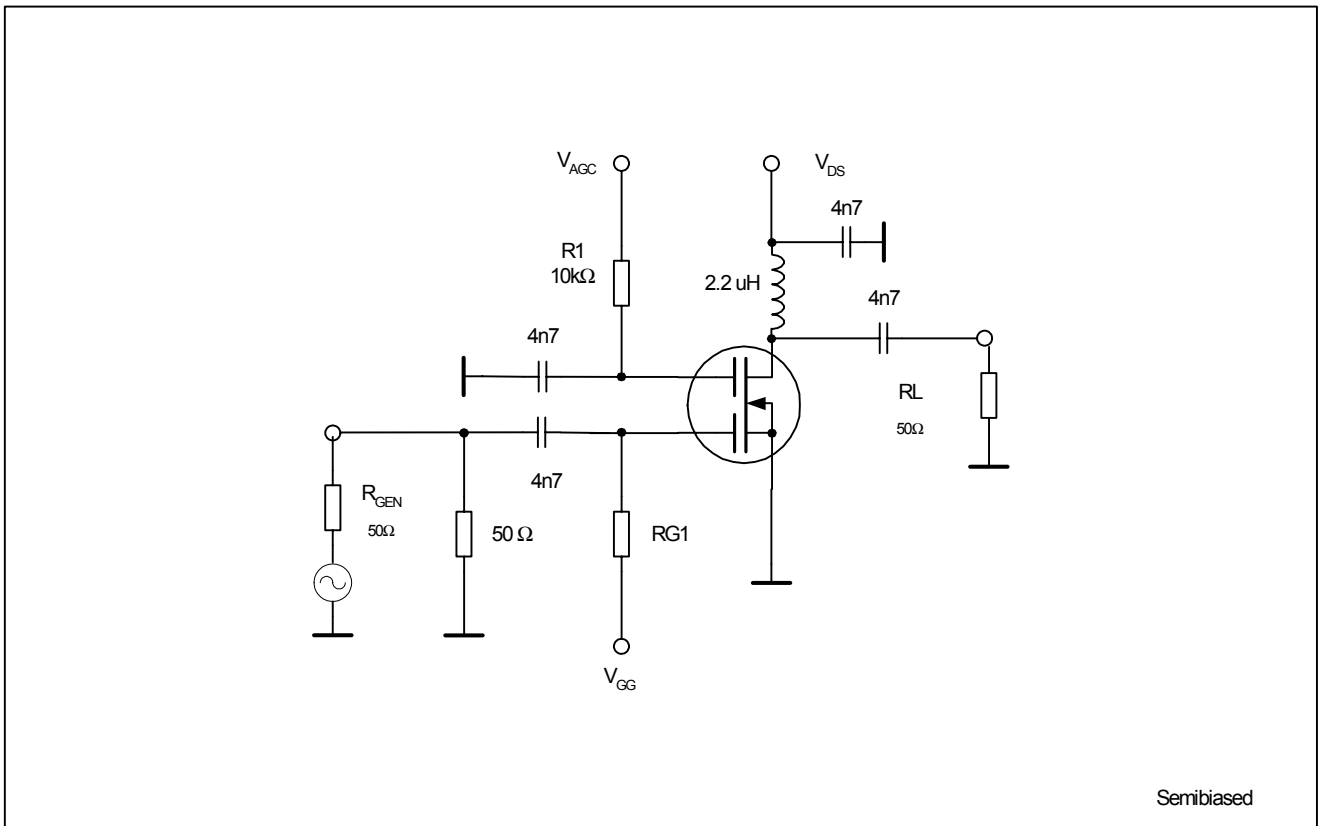 V_AGC
V_DS
4n7
R1
10kΩ
2.2 uH
4n7
4n7
RL
50Ω
4n7
R_GEN
50Ω
50 Ω
RG1
V_GG
Semibiased